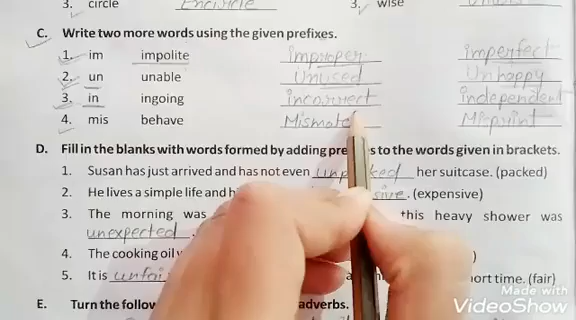 3. circle Encircle 3. wise
C. Write two more words using the given prefixes.
1. im impolite Improper Imperfect
2. un unable Unused Unhappy
3. in ingoing incorrect independent
4. mis behave Mismatch Misprint
D. Fill in the blanks with words formed by adding to the words given in brackets.
1. Susan has just arrived and has not even her suitcase. (packed)
2. He lives a simple life and (expensive)
3. The morning was this heavy shower was
unexpected.
4. The cooking oil
5. It is unfair short time. (fair)
E. Turn the follow adverbs.
Made with
VideoShow